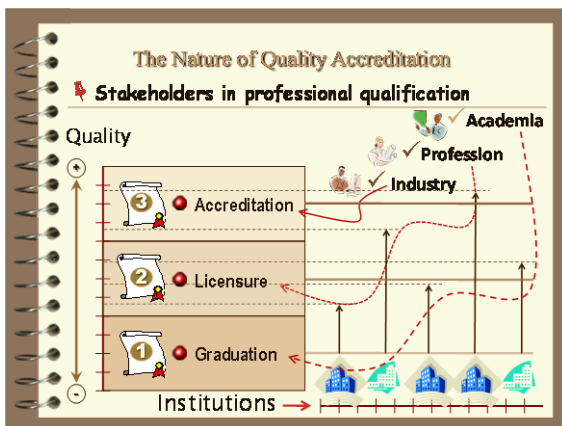 The Nature of Quality Accreditation
Stakeholders in professional qualification
Academia
Quality
Profession
+
Industry
3 Accreditation
2 Licensure
1 Graduation
-
Institutions